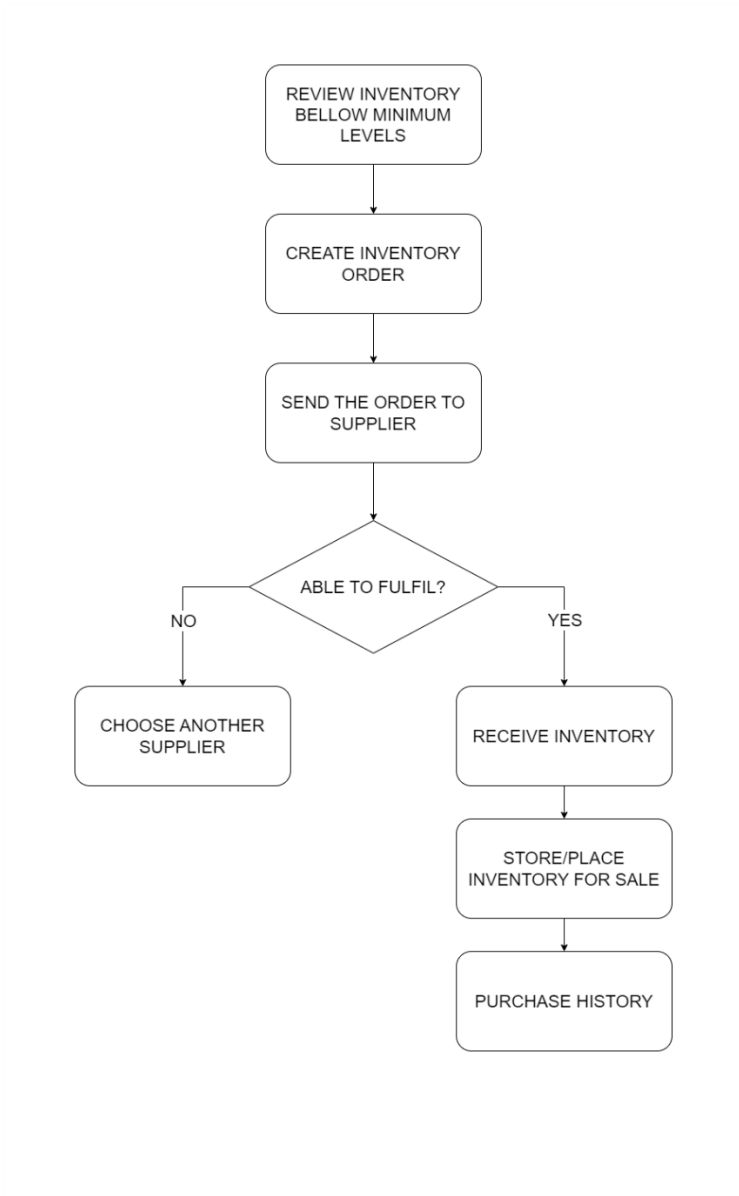 REVIEW INVENTORY
BELLOW MINIMUM
LEVELS
CREATE INVENTORY
ORDER
SEND THE ORDER TO
SUPPLIER
ABLE TO FULFIL?
NO
YES
CHOOSE ANOTHER
SUPPLIER
RECEIVE INVENTORY
STORE/PLACE
INVENTORY FOR SALE
PURCHASE HISTORY